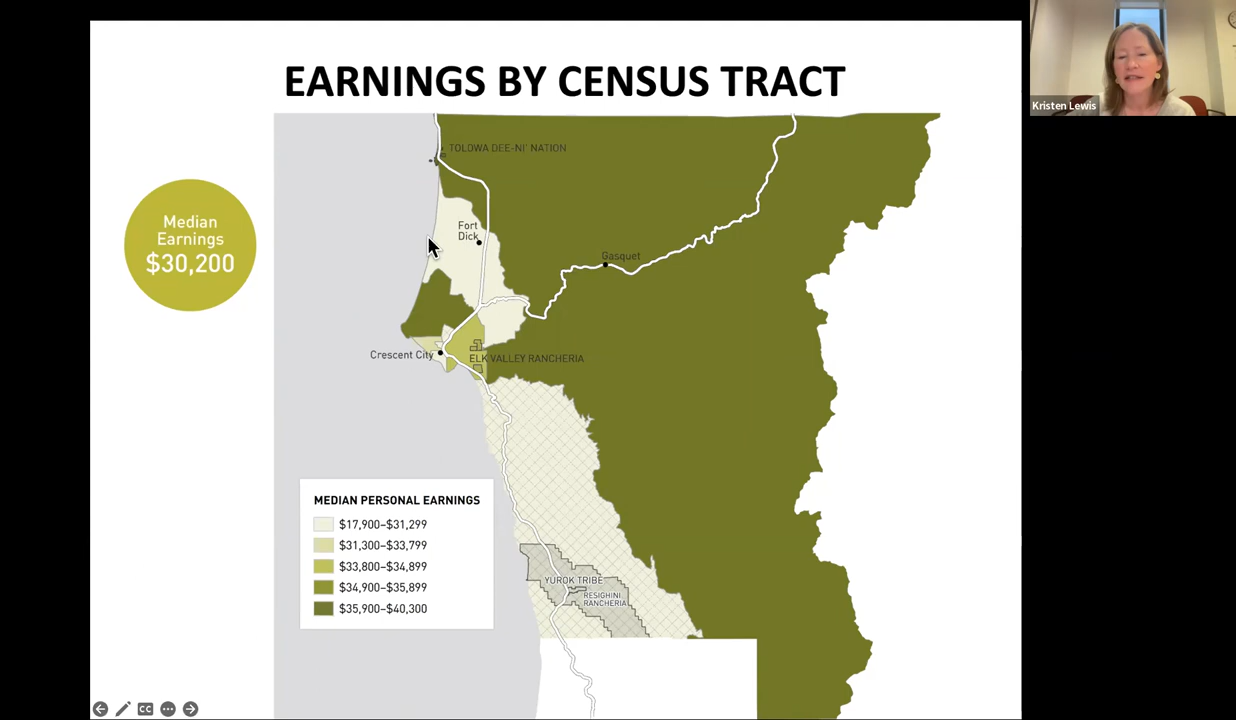 EARNINGS BY CENSUS TRACT
Kristen Lewis
Median
Earnings
$30,200
TOLOWA DEE-NI' NATION
Fort
Dick
Gasquet
Crescent City
ELK VALLEY RANCHERIA
MEDIAN PERSONAL EARNINGS
$17,900–$31,299
$31,300–$33,799
$33,800–$34,899
$34,900–$35,899
$35,900–$40,300
YUROK TRIBE
RESIGHINI
RANCHERIA
CC